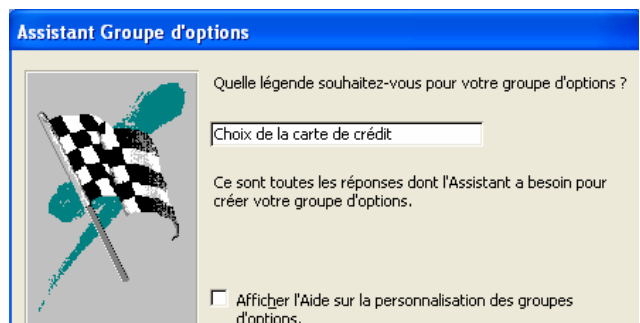 Assistant Groupe d'options
Quelle légende souhaitez-vous pour votre groupe d'options ?
Choix de la carte de crédit
Ce sont toutes les réponses dont l'Assistant a besoin pour
créer votre groupe d'options.
Afficher l'Aide sur la personnalisation des groupes
d'options.